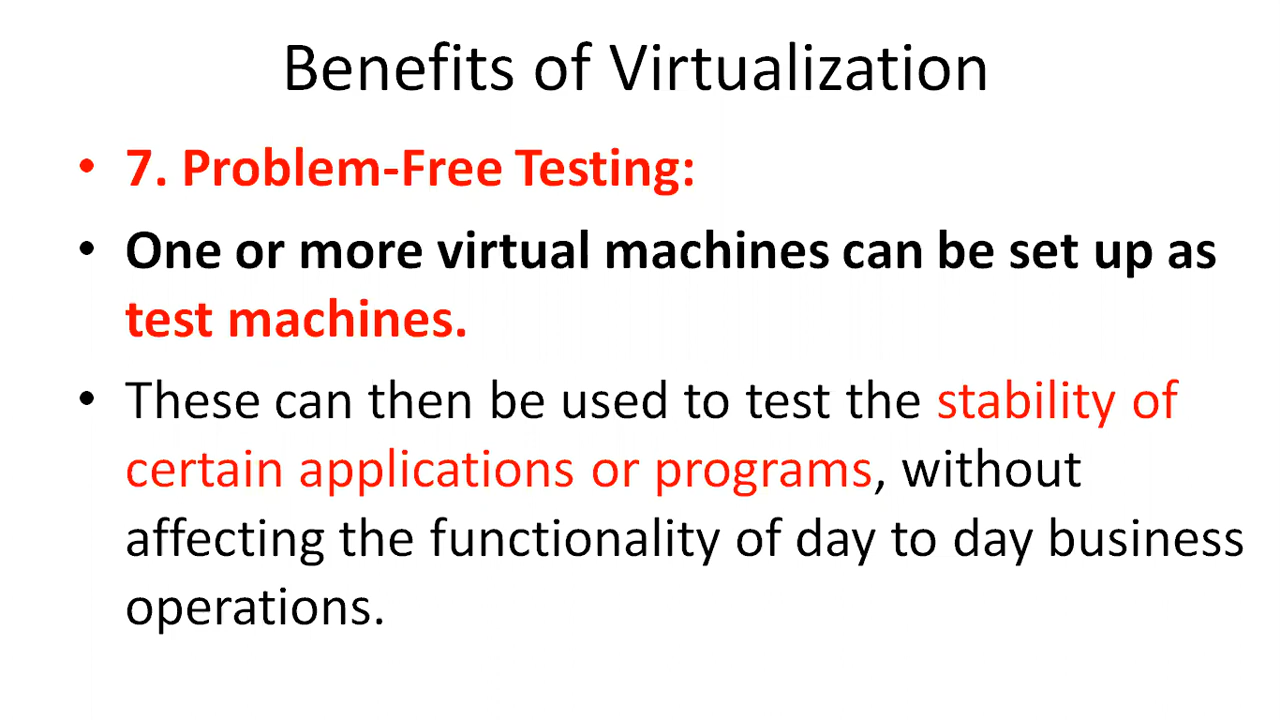 Benefits of Virtualization
• 7. Problem-Free Testing:
• One or more virtual machines can be set up as
test machines.
• These can then be used to test the stability of
certain applications or programs, without
affecting the functionality of day to day business
operations.